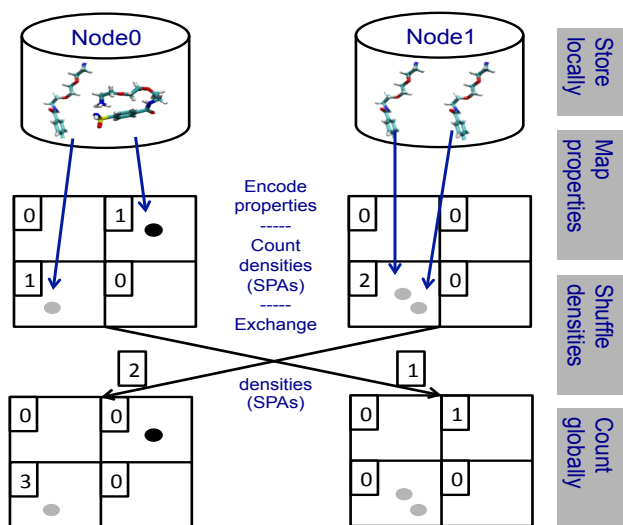 Node0
Node1
Store
locally
Map
properties
Encode
properties
-----
Count
densities
(SPAs)
-----
Exchange
0
1
1
0
0
0
2
0
Shuffle
densities
2
1
densities
(SPAs)
0
0
3
0
0
1
0
0
Count
globally